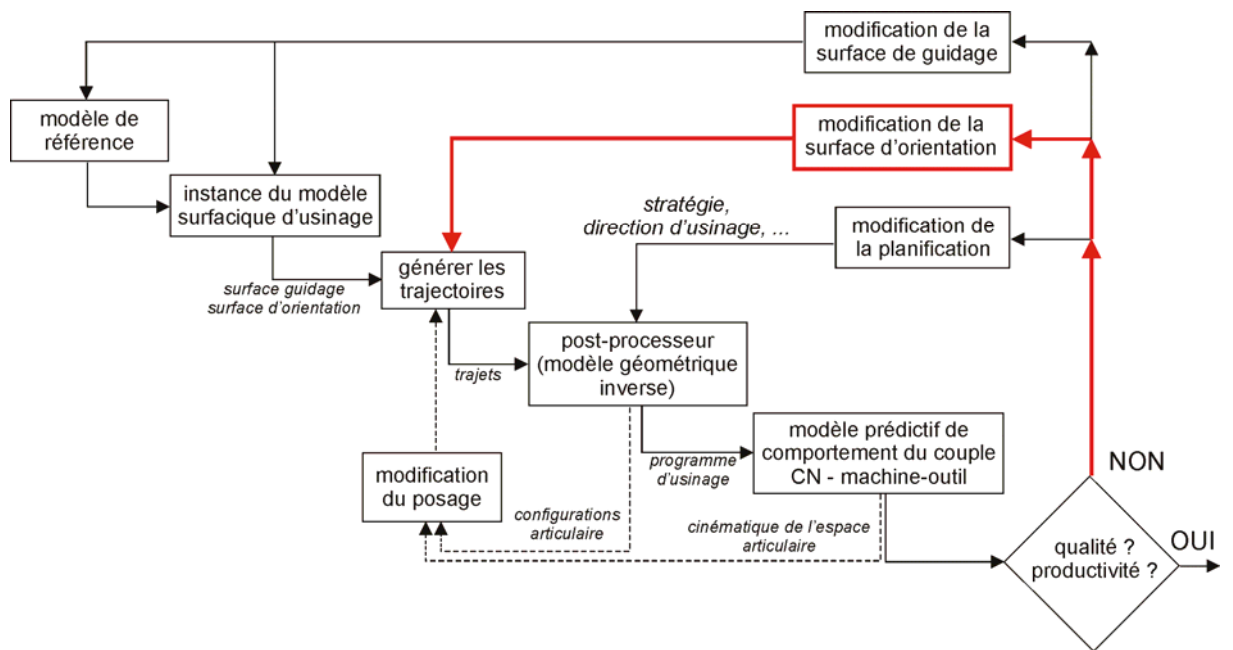 modification de la
surface de guidage
modèle de
référence
modification de la
surface d'orientation
instance du modèle
surfacique d'usinage
stratégie,
direction d'usinage, ...
modification de
la planification
surface guidage
surface d'orientation
générer les
trajectoires
trajets
post-processeur
(modèle géométrique
inverse)
modification
du posage
configurations
articulaire
programme
d'usinage
modèle prédictif de
comportement du couple
CN - machine-outil
cinématique de l'espace
articulaire
NON
qualité ?
productivité ?
OUI